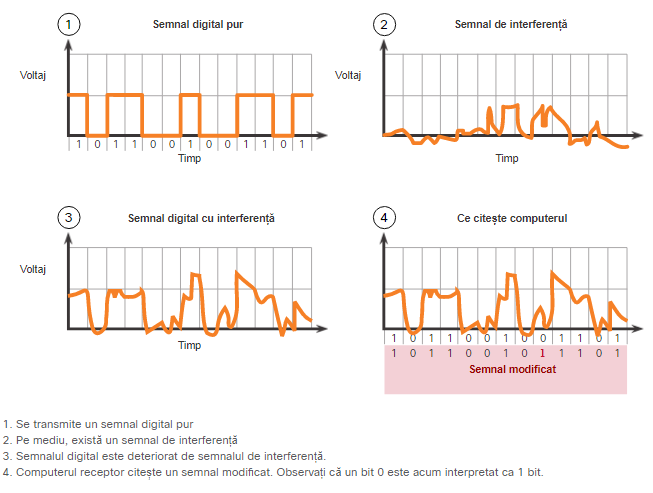 1 Semnal digital pur
Voltaj
1 0 1 1 0 0 1 0 0 1 1 0 1
Timp
2 Semnal de interferență
Voltaj
Timp
3 Semnal digital cu interferență
Voltaj
Timp
4 Ce citește computerul
1 0 1 1 0 0 1 0 0 1 1 0 1
1 0 1 1 0 0 1 0 1 1 1 0 1
Semnal modificat
1. Se transmite un semnal digital pur
2. Pe mediu, există un semnal de interferență
3. Semnalul digital este deteriorat de semnalul de interferență.
4. Computerul receptor citește un semnal modificat. Observați că un bit 0 este acum interpretat ca 1 bit.